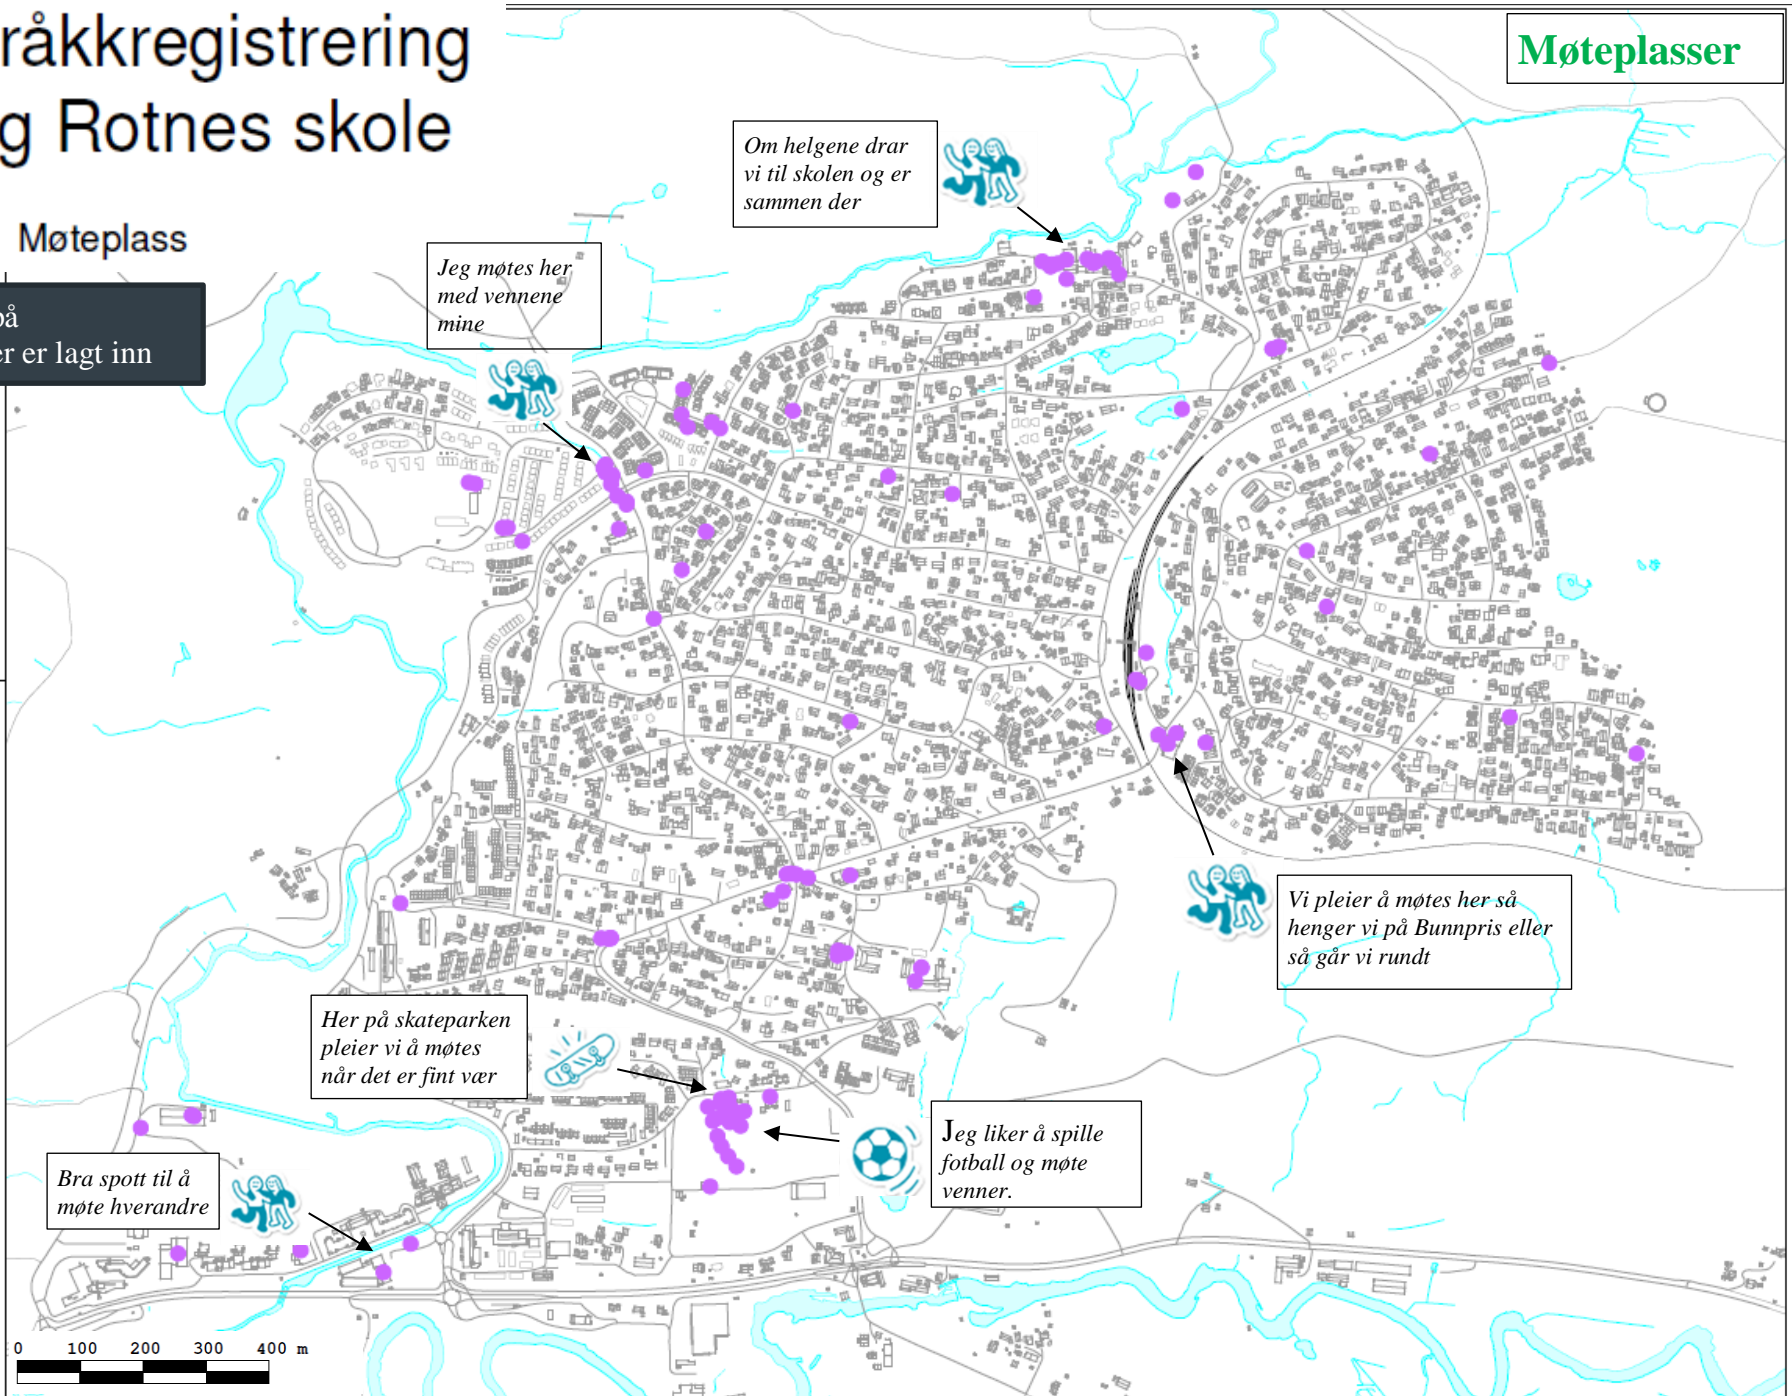 råkkregistrering
g Rotnes skole
Møteplass
på
er er lagt inn
Møteplasser
Om helgene drar
vi til skolen og er
sammen der
Jeg møtes her
med vennene
mine
Vi pleier å møtes her så
henger vi på Bunnpris eller
så går vi rundt
Her på skateparken
pleier vi å møtes
når det er fint vær
Jeg liker å spille
fotball og møte
venner.
Bra spott til å
møte hverandre
0 100 200 300 400 m